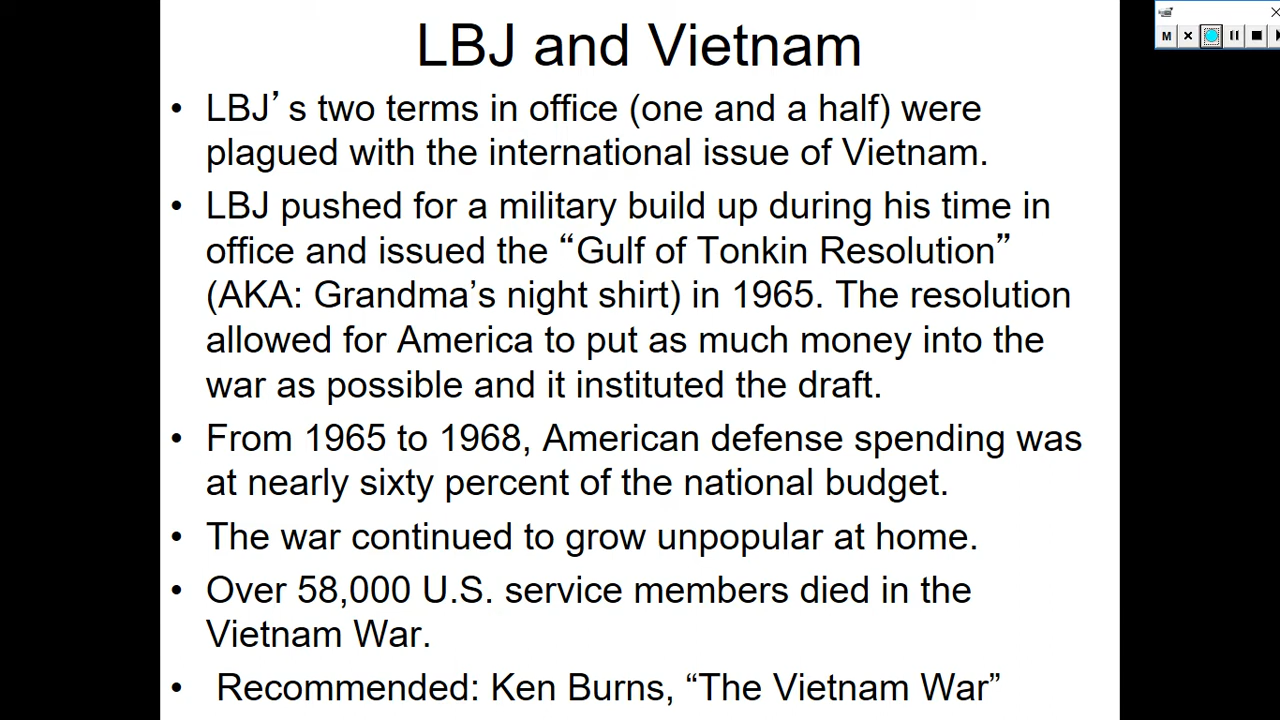 LBJ and Vietnam
M
• LBJ’s two terms in office (one and a half) were
plagued with the international issue of Vietnam.
• LBJ pushed for a military build up during his time in
office and issued the “Gulf of Tonkin Resolution”
(AKA: Grandma’s night shirt) in 1965. The resolution
allowed for America to put as much money into the
war as possible and it instituted the draft.
• From 1965 to 1968, American defense spending was
at nearly sixty percent of the national budget.
• The war continued to grow unpopular at home.
• Over 58,000 U.S. service members died in the
Vietnam War.
• Recommended: Ken Burns, “The Vietnam War”